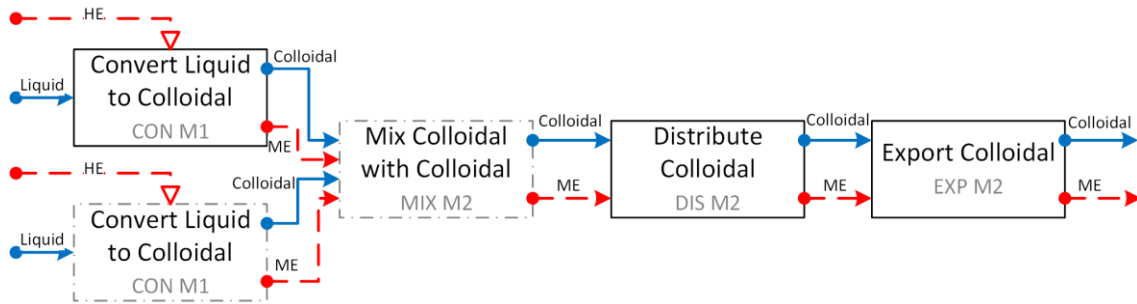 HE
Liquid
Convert Liquid
to Colloidal
CON M1
Colloidal
ME
HE
Liquid
Convert Liquid
to Colloidal
CON M1
Colloidal
ME
Mix Colloidal
with Colloidal
MIX M2
Colloidal
ME
Distribute
Colloidal
DIS M2
Colloidal
ME
Export Colloidal
EXP M2
Colloidal
ME